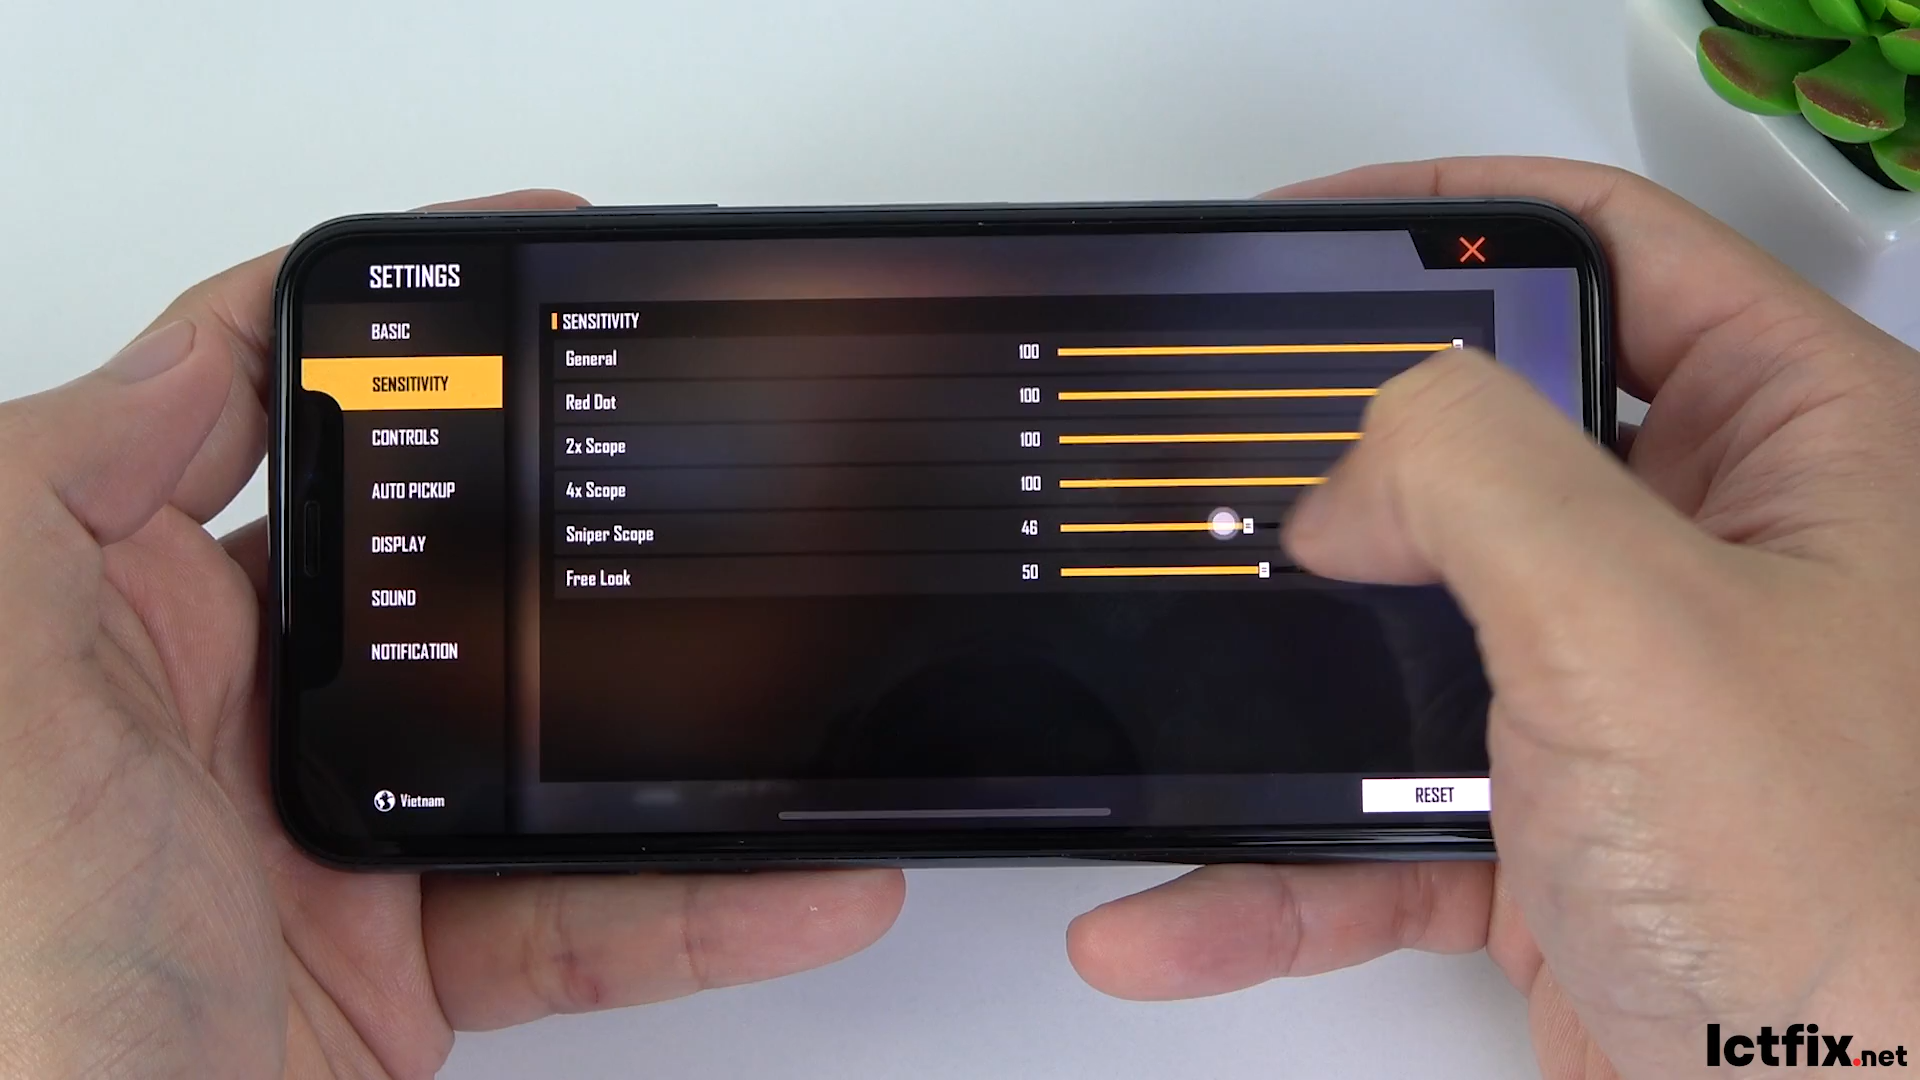 SETTINGS
BASIC
SENSITIVITY
CONTROLS
AUTO PICKUP
DISPLAY
SOUND
NOTIFICATION
Vietnam
SENSITIVITY
General 100
Red Dot 100
2x Scope 100
4x Scope 100
Sniper Scope 46
Free Look 50
RESET
Ictfix.net